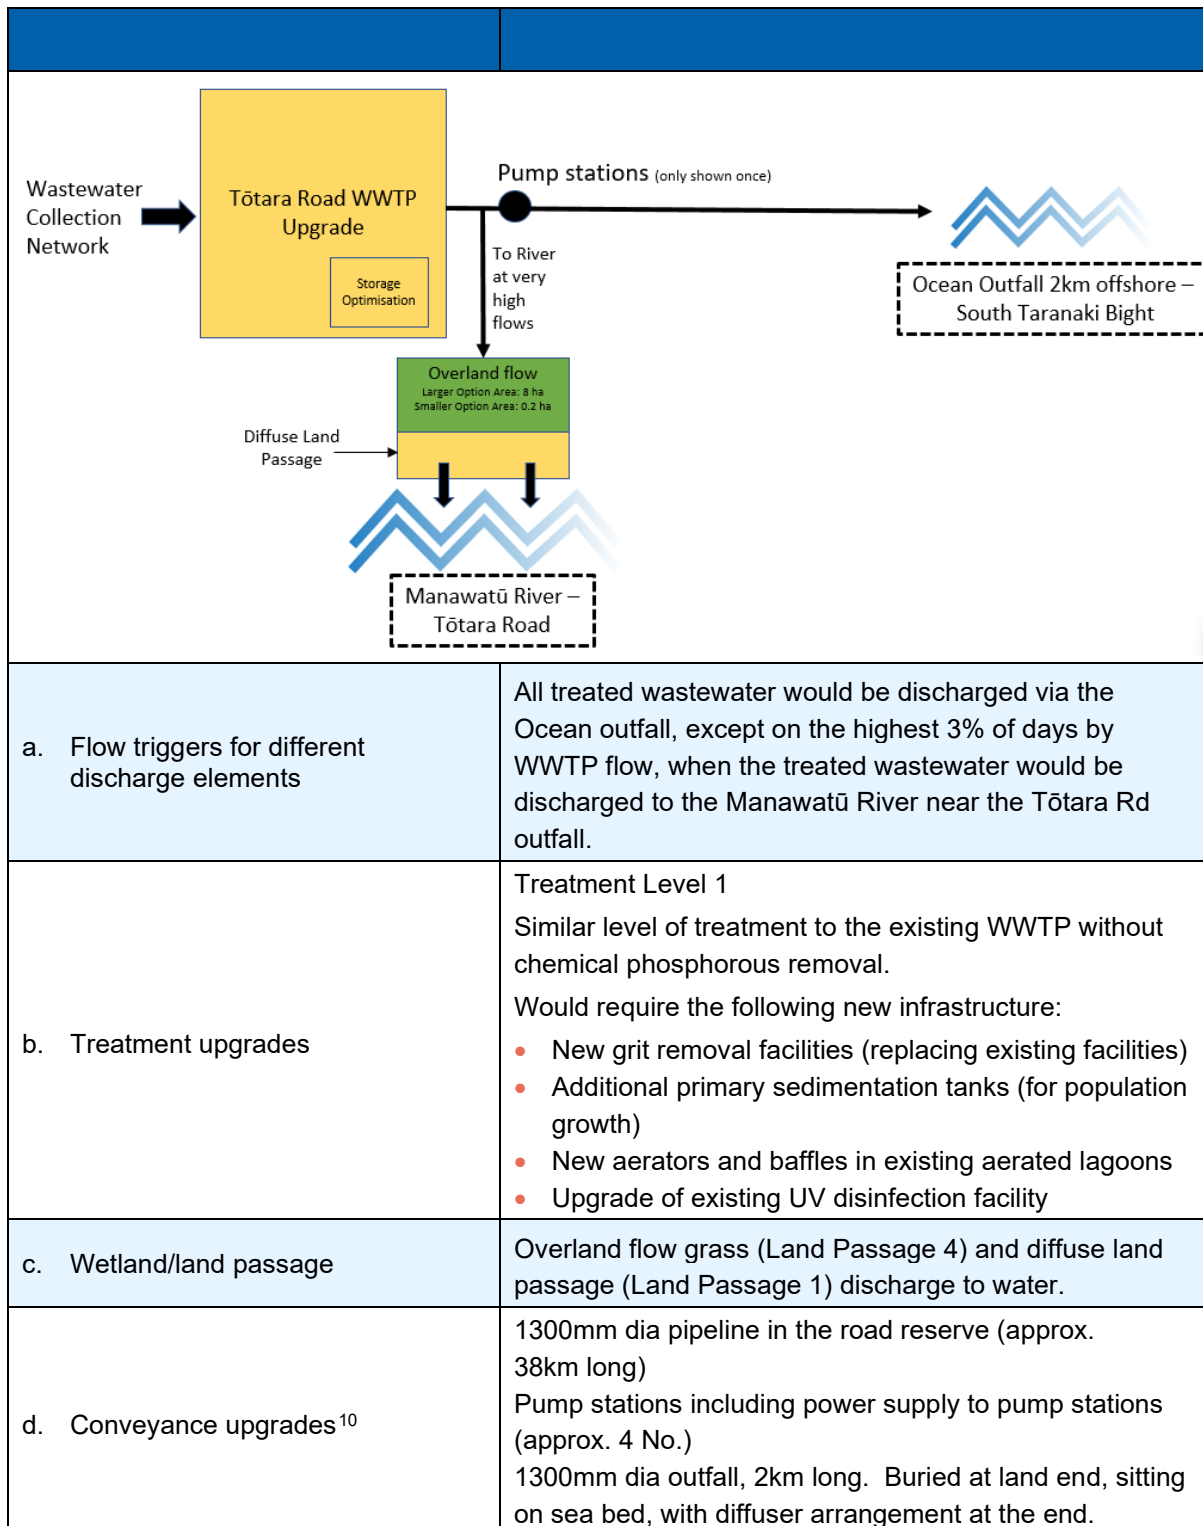 Wastewater
Collection
Network
Tōtara Road WWTP
Upgrade
Storage
Optimisation
Pump stations (only shown once)
To River
at very
high
flows
Ocean Outfall 2km offshore –
South Taranaki Bight
Overland flow
Larger Option Area: 8 ha
Smaller Option Area: 0.2 ha
Diffuse Land
Passage
Manawatū River –
Tōtara Road
a. Flow triggers for different
discharge elements
All treated wastewater would be discharged via the
Ocean outfall, except on the highest 3% of days by
WWTP flow, when the treated wastewater would be
discharged to the Manawatū River near the Tōtara Rd
outfall.
b. Treatment upgrades
Treatment Level 1
Similar level of treatment to the existing WWTP without
chemical phosphorous removal.
Would require the following new infrastructure:
• New grit removal facilities (replacing existing facilities)
• Additional primary sedimentation tanks (for population
growth)
• New aerators and baffles in existing aerated lagoons
• Upgrade of existing UV disinfection facility
c. Wetland/land passage
Overland flow grass (Land Passage 4) and diffuse land
passage (Land Passage 1) discharge to water.
d. Conveyance upgrades10
1300mm dia pipeline in the road reserve (approx.
38km long)
Pump stations including power supply to pump stations
(approx. 4 No.)
1300mm dia outfall, 2km long. Buried at land end, sitting
on sea bed, with diffuser arrangement at the end.